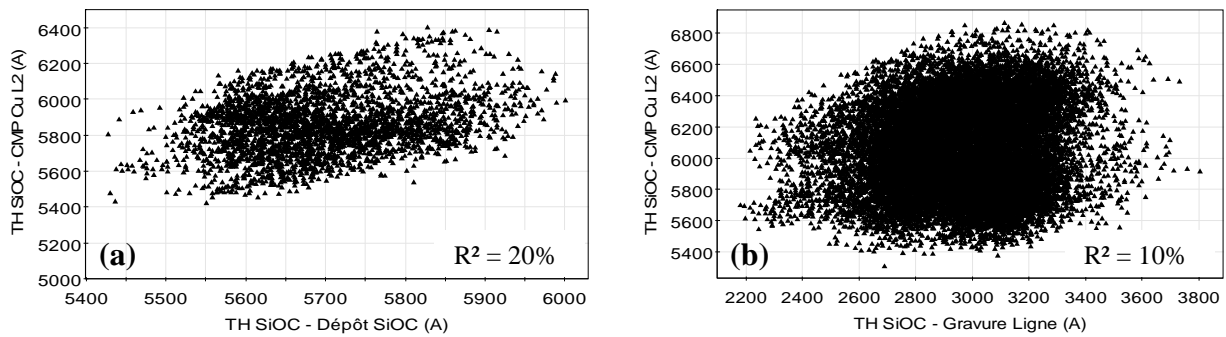 TH SiOC - CMP Cu L2 (A)
6400
6200
6000
5800
5600
5400
5200
5000
(a)
R² = 20%
5400 5500 5600 5700 5800 5900 6000
TH SiOC - Dépôt SiOC (A)
TH SiOC - CMP Cu L2 (A)
6800
6600
6400
6200
6000
5800
5600
5400
(b)
R² = 10%
2200 2400 2600 2800 3000 3200 3400 3600 3800
TH SiOC - Gravure Ligne (A)